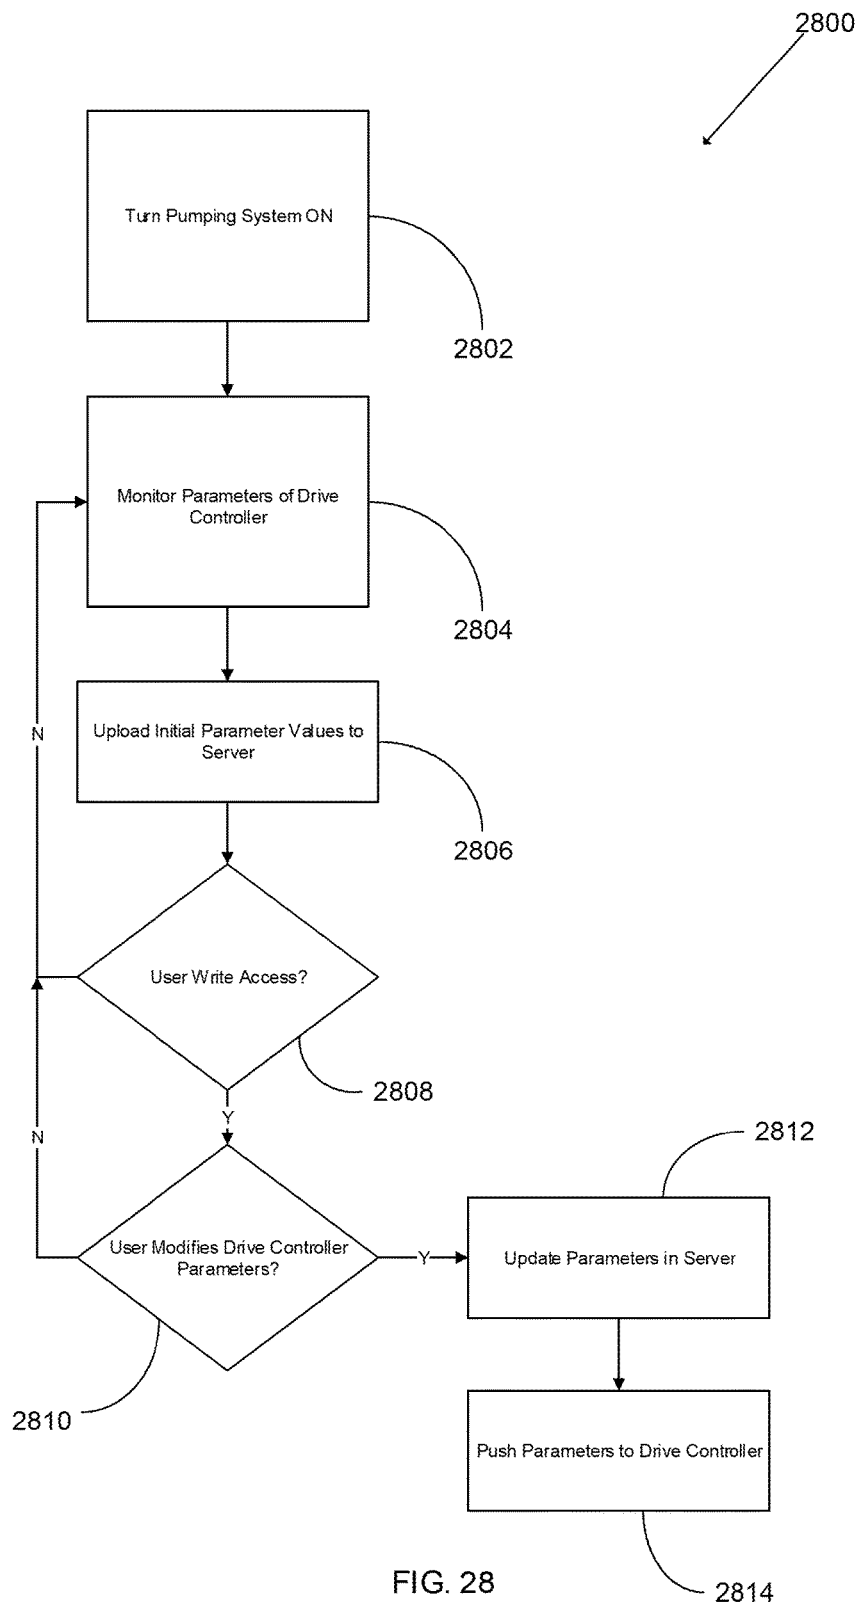 2800
Turn Pumping System ON
2802
Monitor Parameters of Drive
Controller
2804
N
Upload Initial Parameter Values to
Server
2806
User Write Access?
2808
Y
N
2812
User Modifies Drive Controller
Parameters?
Y
Update Parameters in Server
2810
Push Parameters to Drive Controller
2814
FIG. 28